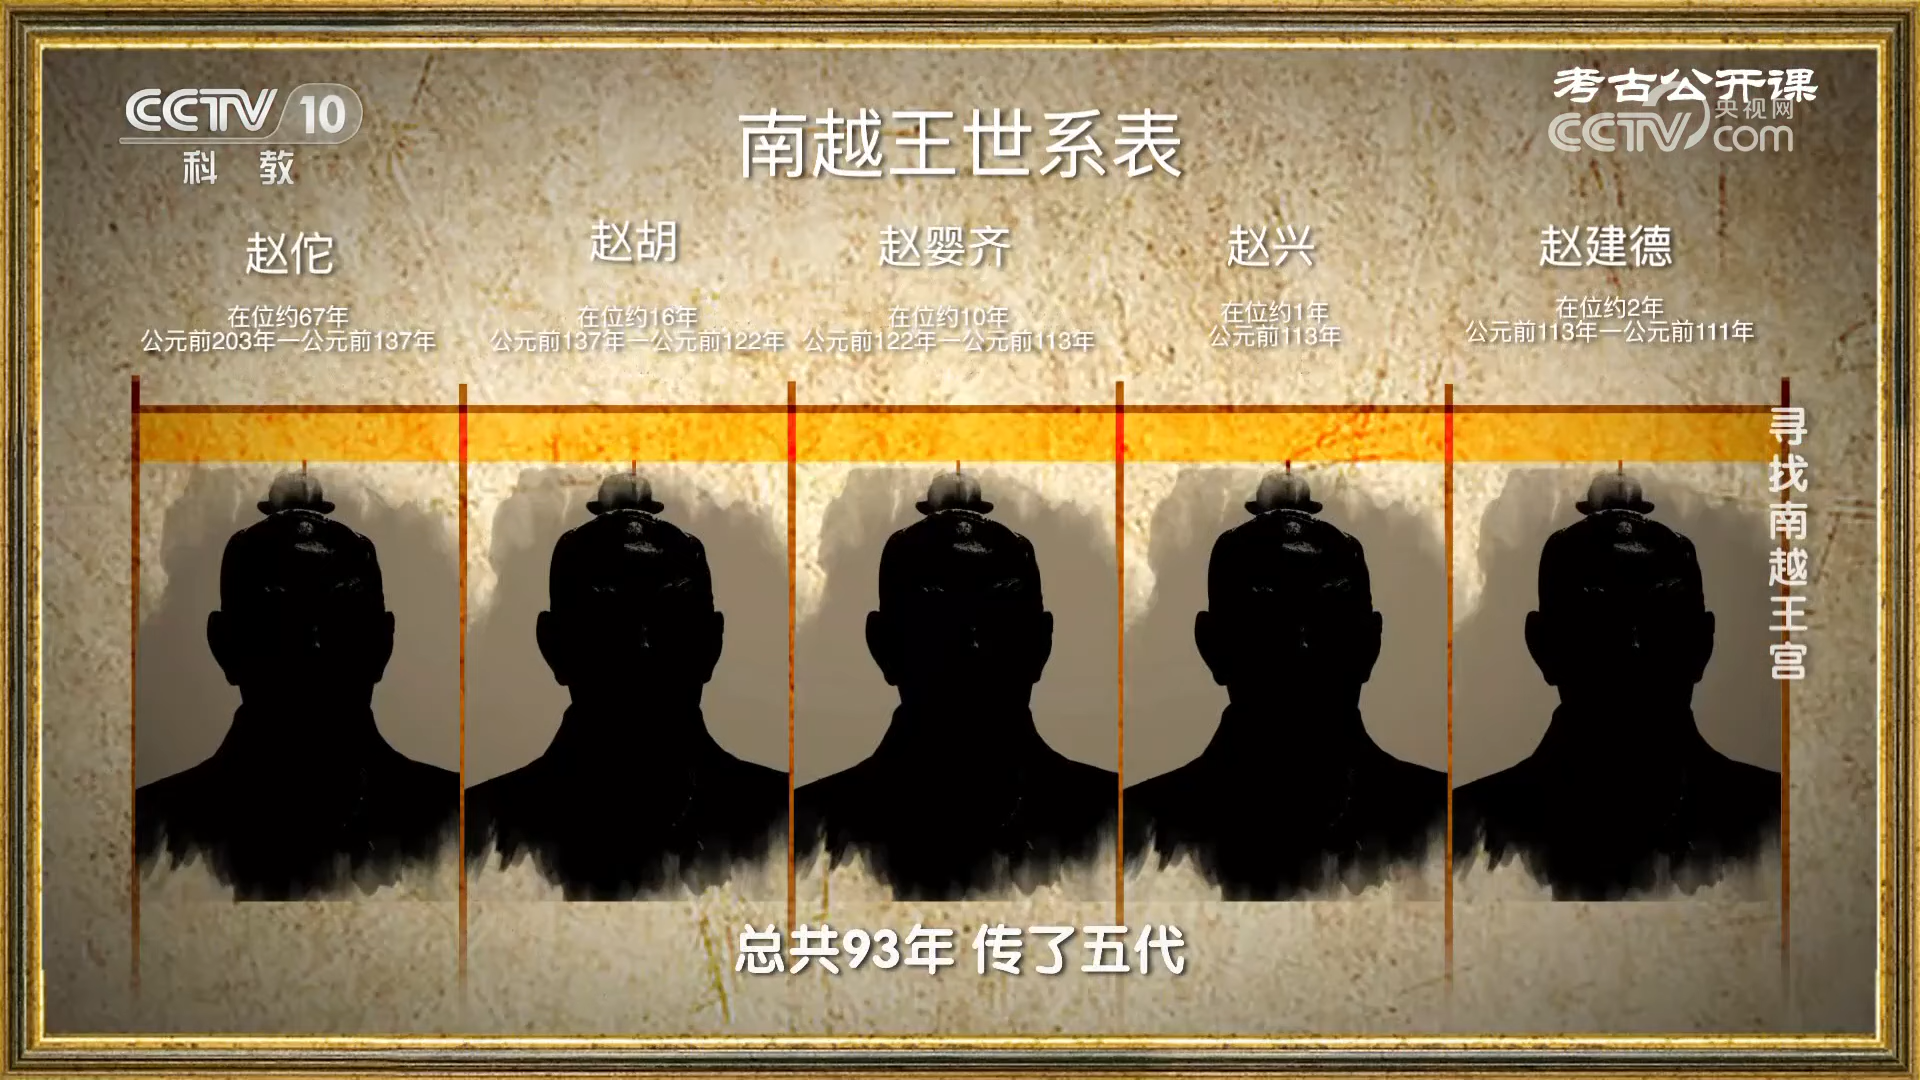 CCTV 10
科 教
考古公开课
央视网
CCTV.com
南越王世系表
赵佗
在位约67年
公元前203年—公元前137年
赵胡
在位约16年
公元前137年—公元前122年
赵婴齐
在位约10年
公元前122年—公元前113年
赵兴
在位约1年
公元前113年
赵建德
在位约2年
公元前113年—公元前111年
寻找南越王宫
总共93年 传了五代